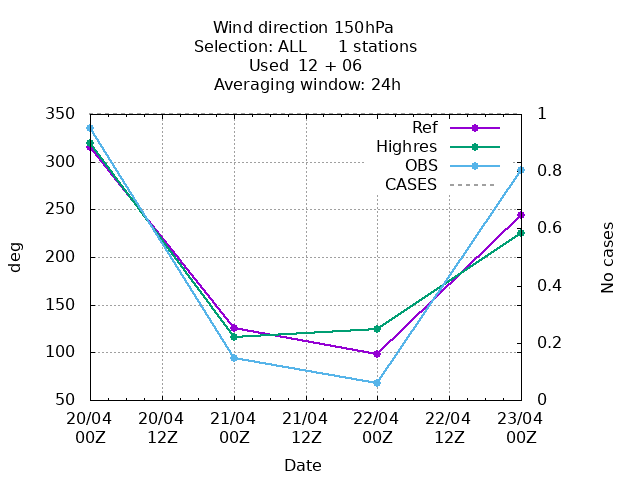 Wind direction 150hPa
Selection: ALL      1 stations
Used  12 + 06
Averaging window: 24h
Ref
Highres
OBS
CASES
350
300
250
200
150
100
50
1
0.8
0.6
0.4
0.2
0
deg
No cases
20/04 20/04 21/04 21/04 22/04 22/04 23/04
00Z 12Z 00Z 12Z 00Z 12Z 00Z
Date